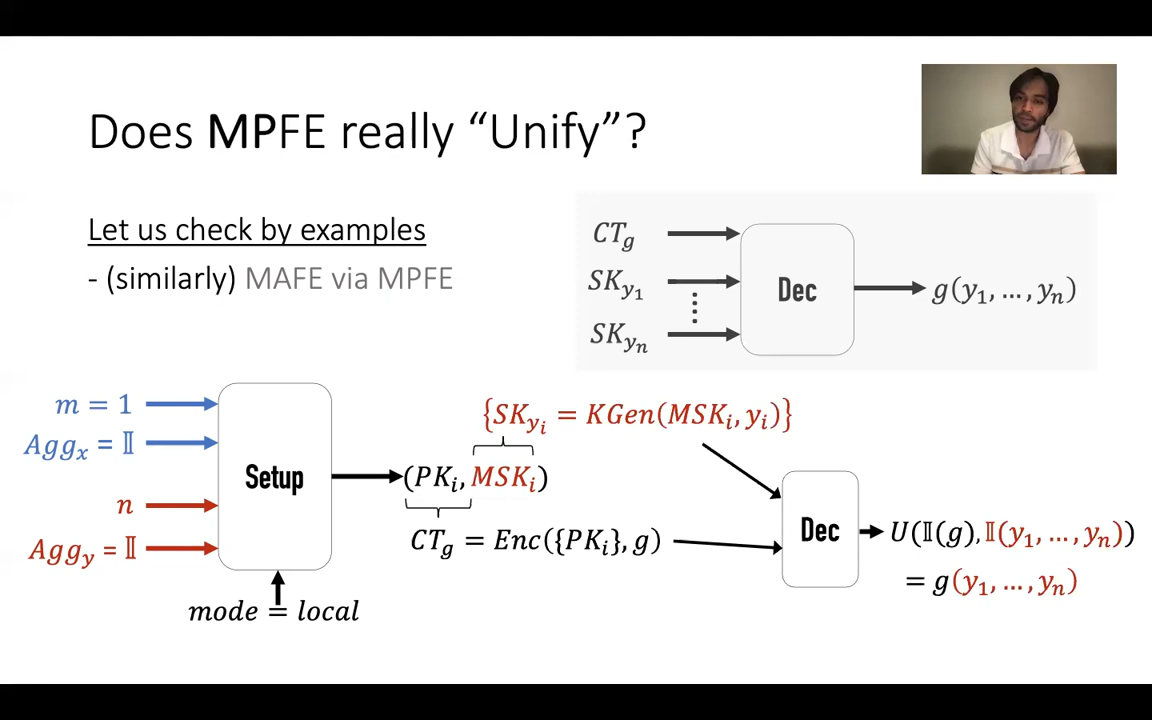 Does MPFE really “Unify”?
Let us check by examples
- (similarly) MAFE via MPFE
CT_g
SK_{y_1}
⋮
SK_{y_n}
Dec
g(y_1, …, y_n)
m = 1
Agg_x = 𝕀
n
Agg_y = 𝕀
Setup
mode = local
{SK_{y_i} = KGen(MSK_i, y_i)}
(PK_i, MSK_i)
CT_g = Enc({PK_i}, g)
Dec
U(𝕀(g), 𝕀(y_1, …, y_n))
= g(y_1, …, y_n)